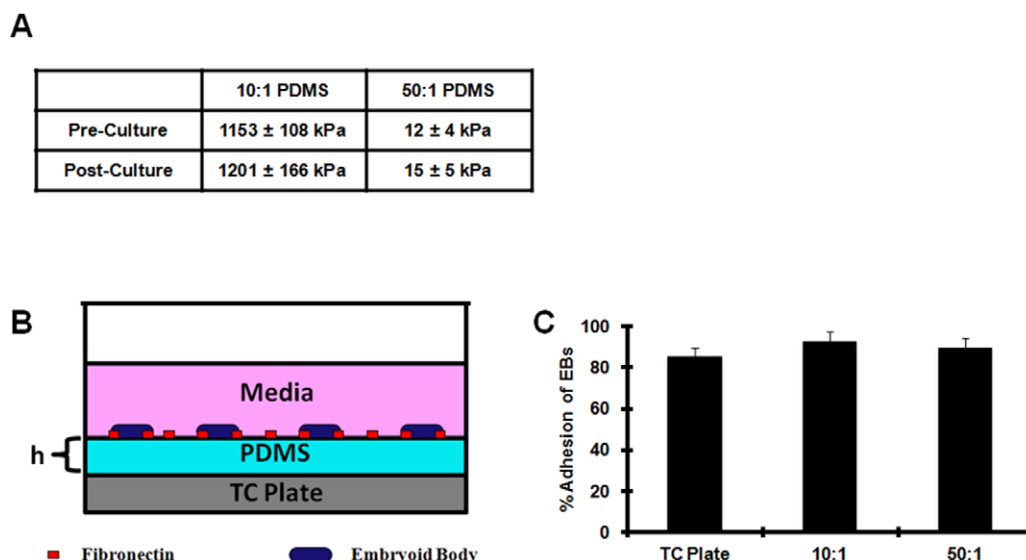 A
10:1 PDMS 50:1 PDMS
Pre-Culture 1153 ± 108 kPa 12 ± 4 kPa
Post-Culture 1201 ± 166 kPa 15 ± 5 kPa
B
Media
h
PDMS
TC Plate
Fibronectin Embryoid Body
C
% Adhesion of EBs
100
80
60
40
20
0
TC Plate 10:1 50:1